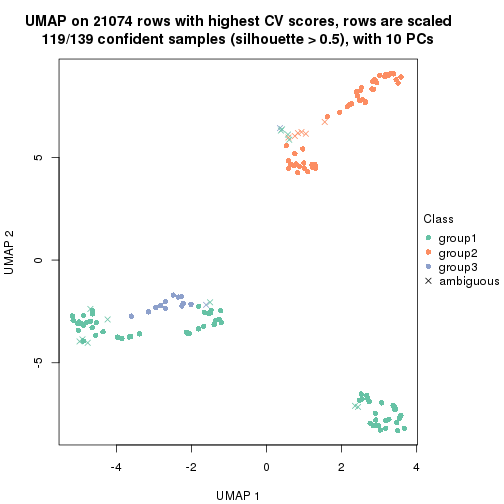 UMAP on 21074 rows with highest CV scores, rows are scaled
119/139 confident samples (silhouette > 0.5), with 10 PCs
5
0
-5
-4
-2
0
2
4
UMAP 1
UMAP 2
Class
group1
group2
group3
ambiguous